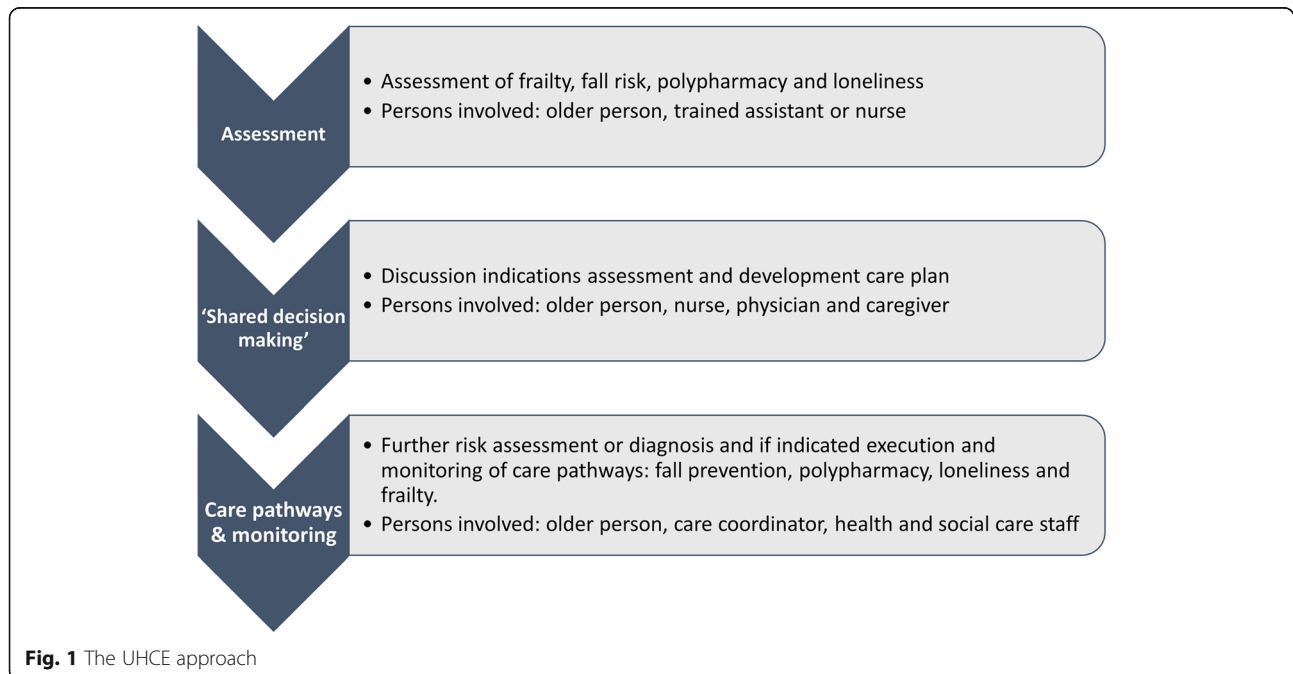 Assessment
• Assessment of frailty, fall risk, polypharmacy and loneliness
• Persons involved: older person, trained assistant or nurse
‘Shared decision
making’
• Discussion indications assessment and development care plan
• Persons involved: older person, nurse, physician and caregiver
Care pathways
& monitoring
• Further risk assessment or diagnosis and if indicated execution and
monitoring of care pathways: fall prevention, polypharmacy, loneliness and
frailty.
• Persons involved: older person, care coordinator, health and social care staff
Fig. 1 The UHCE approach